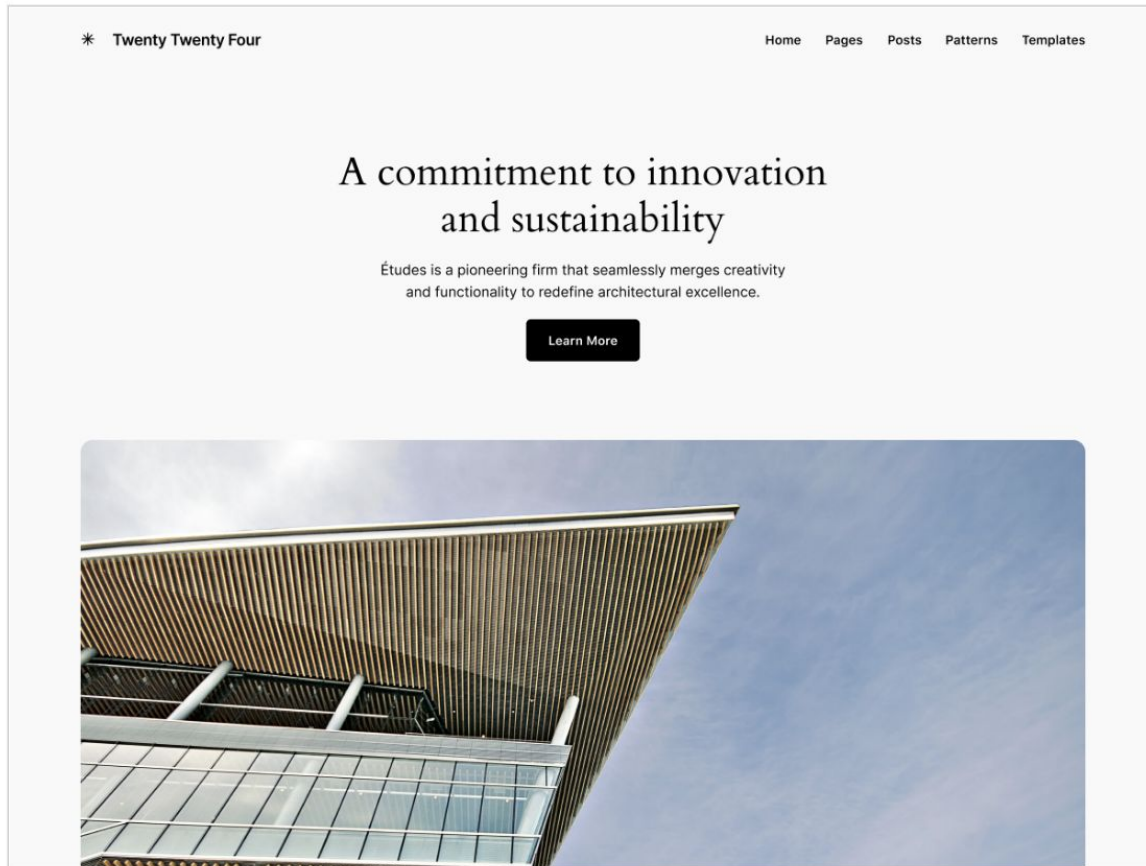 Twenty Twenty Four
Home Pages Posts Patterns Templates
A commitment to innovation
and sustainability
Études is a pioneering firm that seamlessly merges creativity
and functionality to redefine architectural excellence.
Learn More